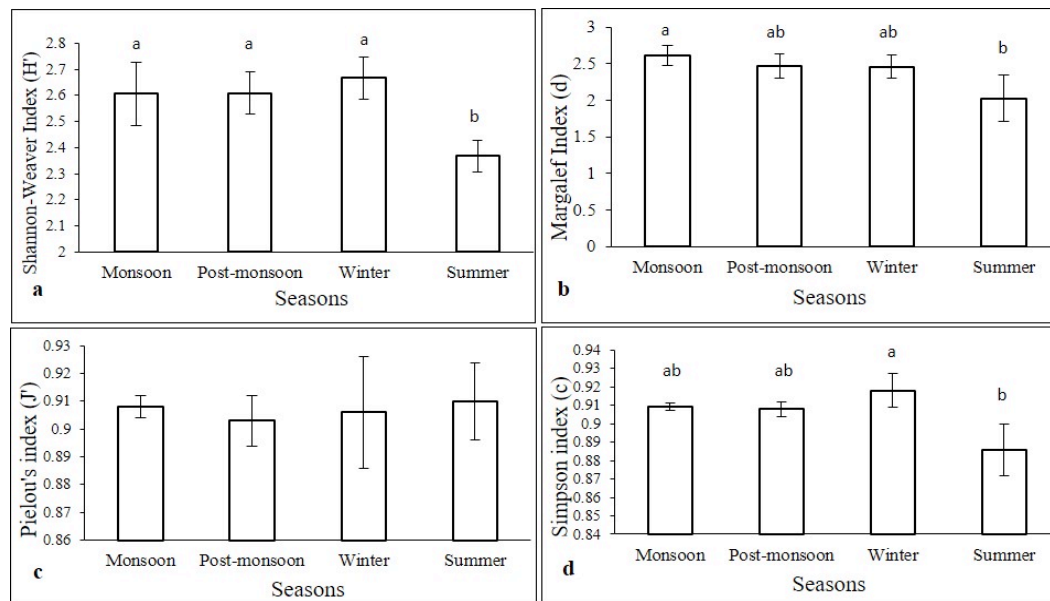 Shannon-Weaver Index (H')
2.8
2.7
2.6
2.5
2.4
2.3
2.2
2.1
2
a
a
a
b
Monsoon
Post-monsoon
Winter
Summer
Seasons
a
Margalef Index (d)
3
2.5
2
1.5
1
0.5
0
a
ab
ab
b
Monsoon
Post-monsoon
Winter
Summer
Seasons
b
Pielou's index (J')
0.93
0.92
0.91
0.9
0.89
0.88
0.87
0.86
Monsoon
Post-monsoon
Winter
Summer
Seasons
c
Simpson index (c)
0.94
0.93
0.92
0.91
0.9
0.89
0.88
0.87
0.86
0.85
0.84
ab
ab
a
b
Monsoon
Post-monsoon
Winter
Summer
Seasons
d